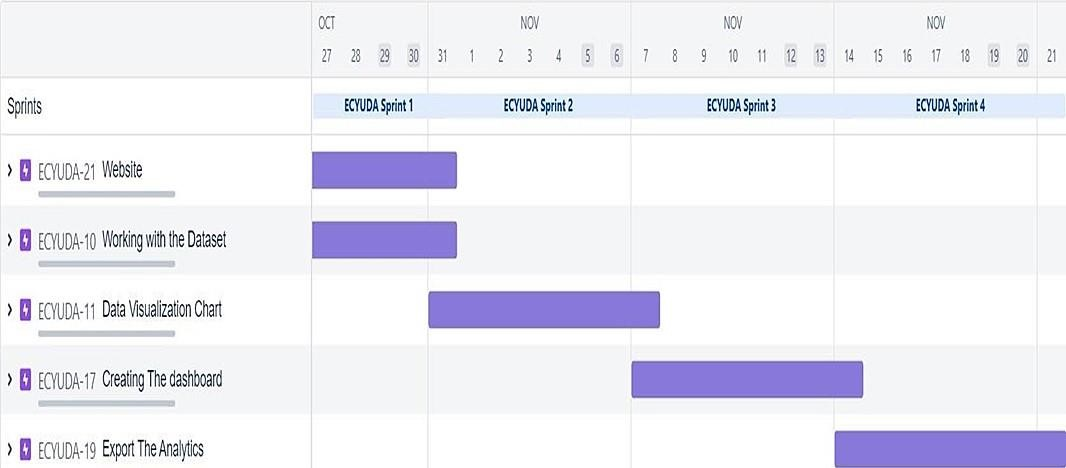 OCT NOV NOV NOV
27 28 29 30 31 1 2 3 4 5 6 7 8 9 10 11 12 13 14 15 16 17 18 19 20 21
Sprints ECYUDA Sprint 1 ECYUDA Sprint 2 ECYUDA Sprint 3 ECYUDA Sprint 4
ECYUDA-21 Website
ECYUDA-10 Working with the Dataset
ECYUDA-11 Data Visualization Chart
ECYUDA-17 Creating The dashboard
ECYUDA-19 Export The Analytics